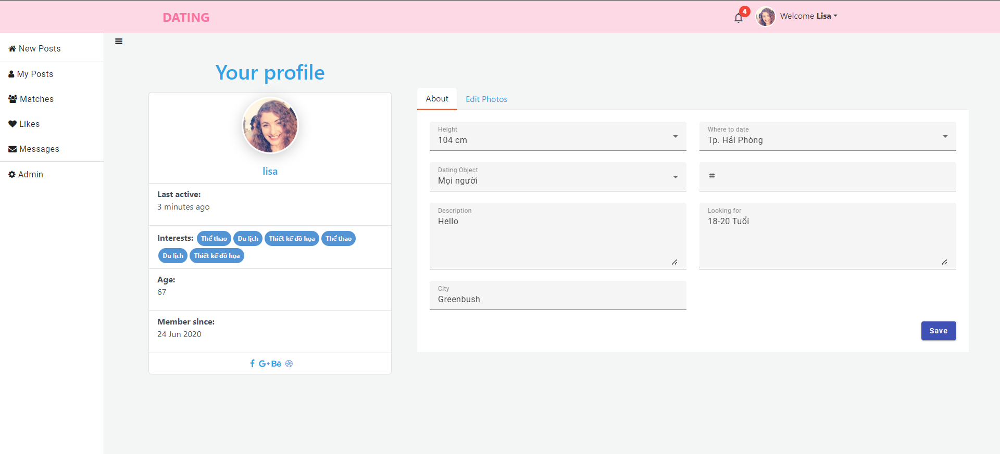 DATING
4
Welcome Lisa
New Posts
My Posts
Matches
Likes
Messages
Admin
Your profile
lisa
Last active:
3 minutes ago
Interests: Thể thao Du lịch Thiết kế đồ họa Thể thao
Du lịch Thiết kế đồ họa
Age:
67
Member since:
24 Jun 2020
G+ Bē
About Edit Photos
Height
104 cm
Where to date
Tp. Hải Phòng
Dating Object
Mọi người
#
Description
Hello
Looking for
18-20 Tuổi
City
Greenbush
Save